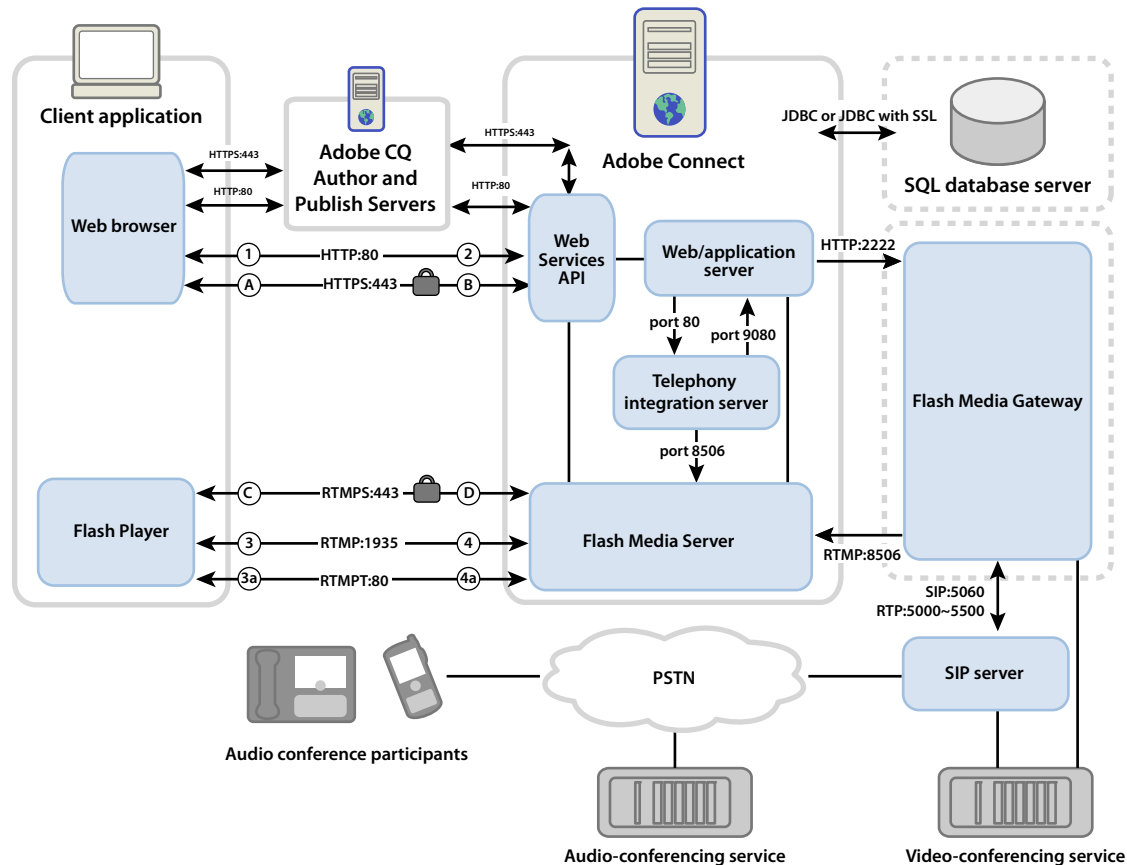 Client application
Adobe CQ
Author and
Publish Servers
Adobe Connect
JDBC or JDBC with SSL
SQL database server
HTTPS:443
HTTP:80
HTTPS:443
HTTP:80
Web browser
1
HTTP:80
2
A
HTTPS:443
B
Web
Services
API
Web/application
server
HTTP:2222
port 80
port 9080
Telephony
integration server
port 8506
Flash Media Gateway
Flash Player
C
RTMPS:443
D
3
RTMP:1935
4
3a
RTMPT:80
4a
Flash Media Server
RTMP:8506
SIP:5060
RTP:5000~5500
SIP server
PSTN
Audio conference participants
Audio-conferencing service
Video-conferencing service